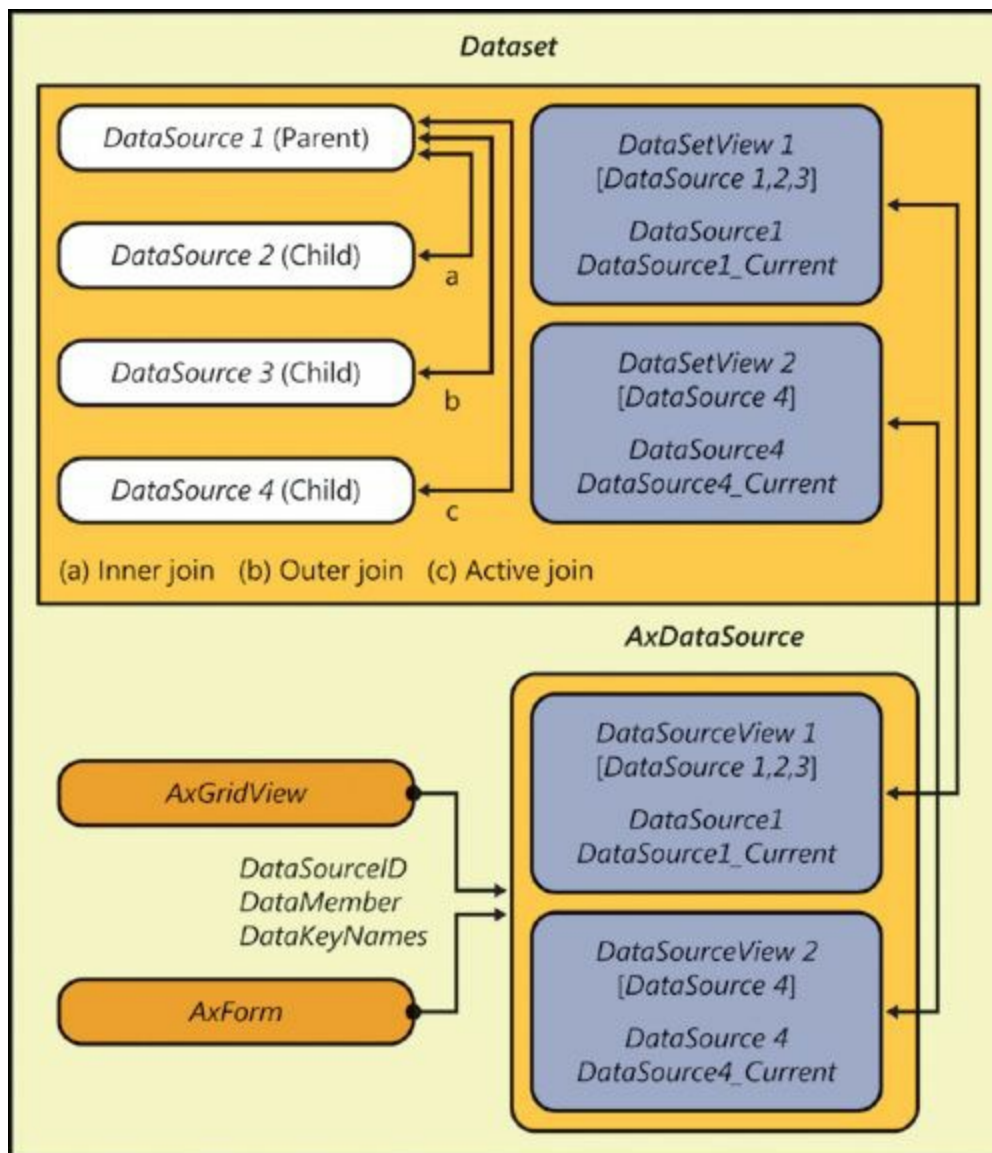 Dataset
DataSource 1 (Parent)
DataSource 2 (Child)
a
DataSource 3 (Child)
b
DataSource 4 (Child)
c
DataSetView 1
[DataSource 1,2,3]
DataSource1
DataSource1_Current
DataSetView 2
[DataSource 4]
DataSource4
DataSource4_Current
(a) Inner join (b) Outer join (c) Active join
AxDataSource
DataSourceView 1
[DataSource 1,2,3]
DataSource1
DataSource1_Current
DataSourceView 2
[DataSource 4]
DataSource 4
DataSource4_Current
AxGridView
DataSourceID
DataMember
DataKeyNames
AxForm